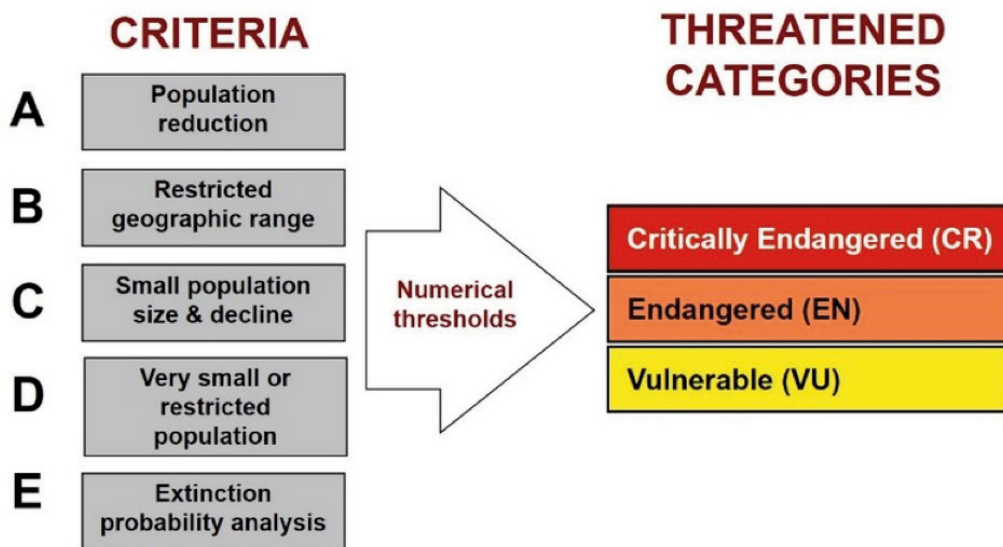 CRITERIA
A
Population
reduction
B
Restricted
geographic range
C
Small population
size & decline
D
Very small or
restricted
population
E
Extinction
probability analysis
Numerical
thresholds
THREATENED
CATEGORIES
Critically Endangered (CR)
Endangered (EN)
Vulnerable (VU)